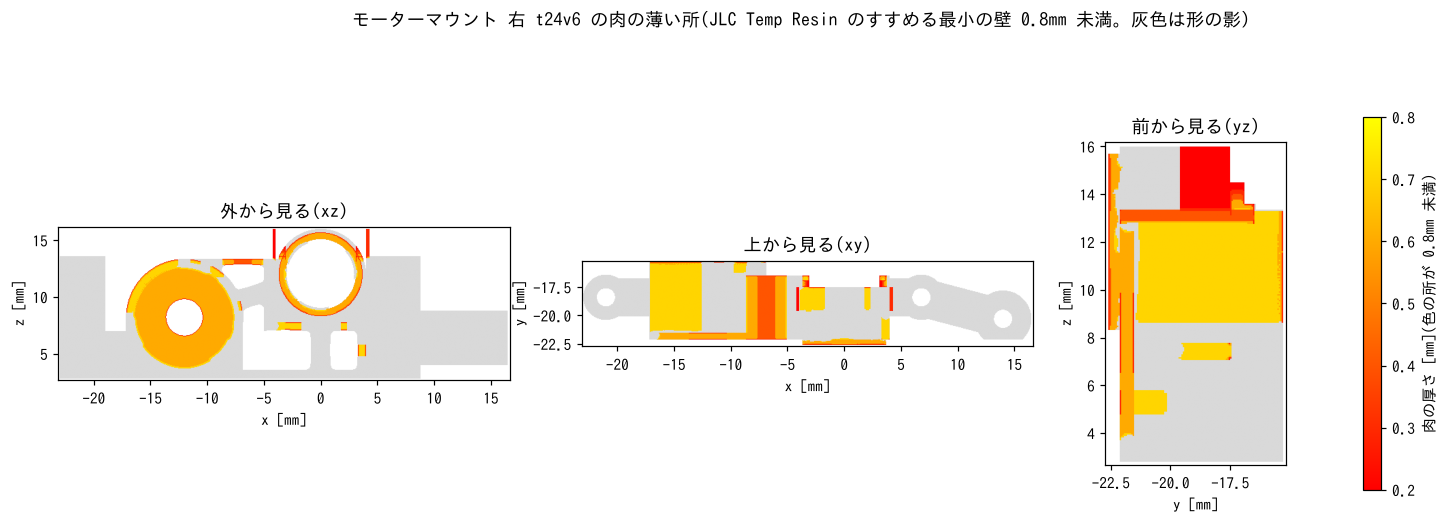 モーターマウント 右 t24v6 の肉の薄い所(JLC Temp Resin のすすめる最小の壁 0.8mm 未満。灰色は形の影)
外から見る(xz)
15
10
5
z [mm]
-20 -15 -10 -5 0 5 10 15
x [mm]
上から見る(xy)
-17.5
-20.0
-22.5
y [mm]
-20 -15 -10 -5 0 5 10 15
x [mm]
前から見る(yz)
16
14
12
10
8
6
4
z [mm]
-22.5 -20.0 -17.5
y [mm]
0.8
0.7
0.6
0.5
0.4
0.3
0.2
肉の厚さ [mm](色の所が 0.8mm 未満)